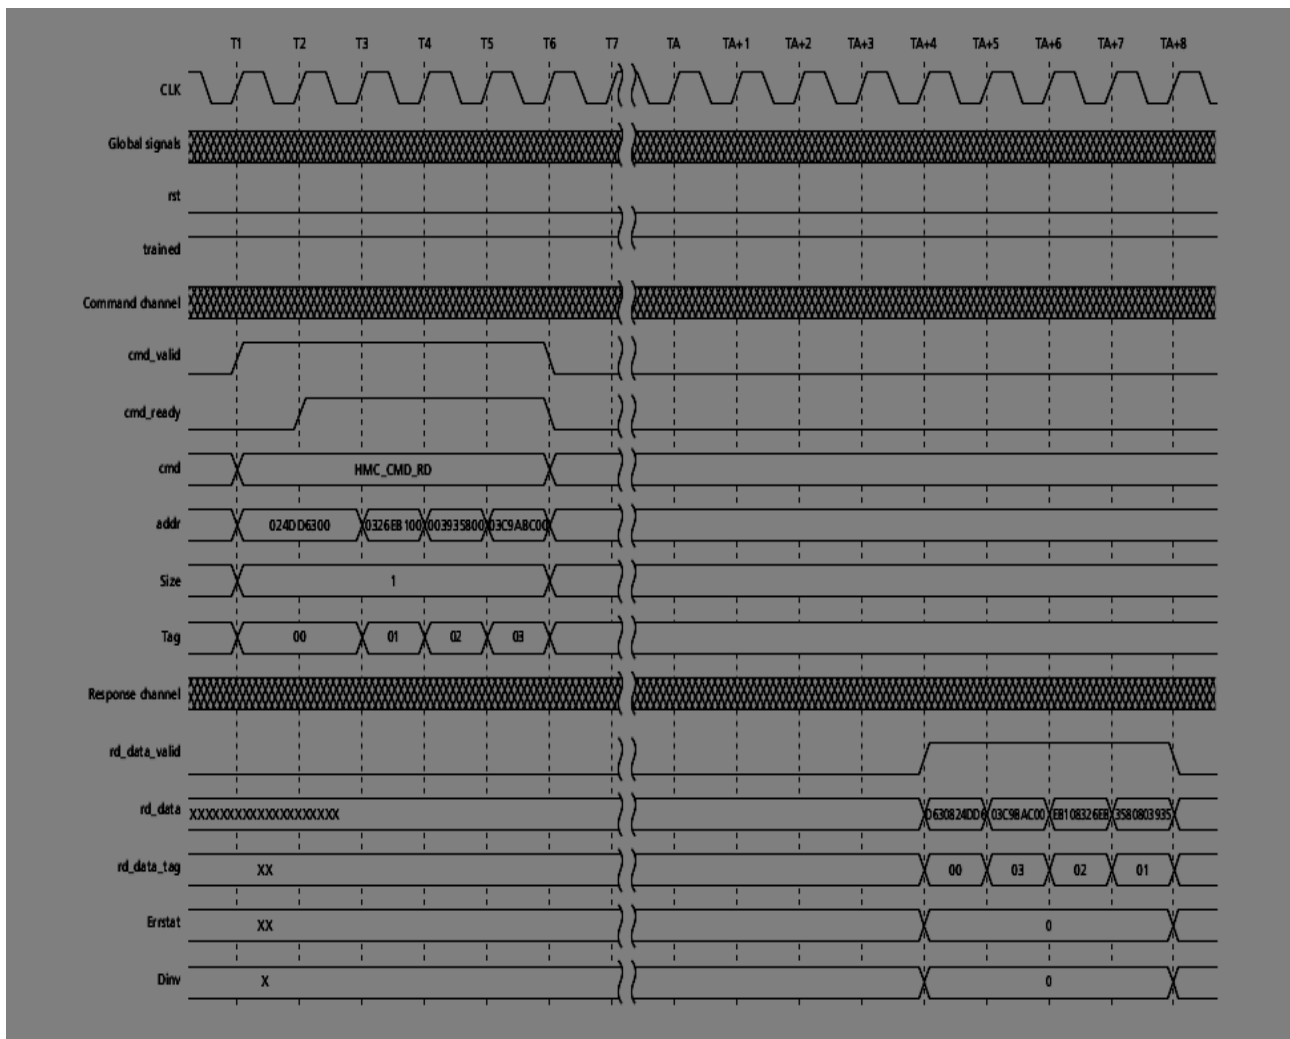 T1 T2 T3 T4 T5 T6 T7 TA TA+1 TA+2 TA+3 TA+4 TA+5 TA+6 TA+7 TA+8
CLK
Global signals
rst
trained
Command channel
cmd_valid
cmd_ready
cmd HMC_CMD_RD
addr 024DD6300 0326EB100 003935800 03C9A8C00
Size 1
Tag 00 01 02 03
Response channel
rd_data_valid
rd_data XXXXXXXXXXXXXXXXXXXX D630824DD6 03C9BAC00 EB108326EB 3580803935
rd_data_tag XX 00 03 02 01
Errstat XX 0
Dinv X 0